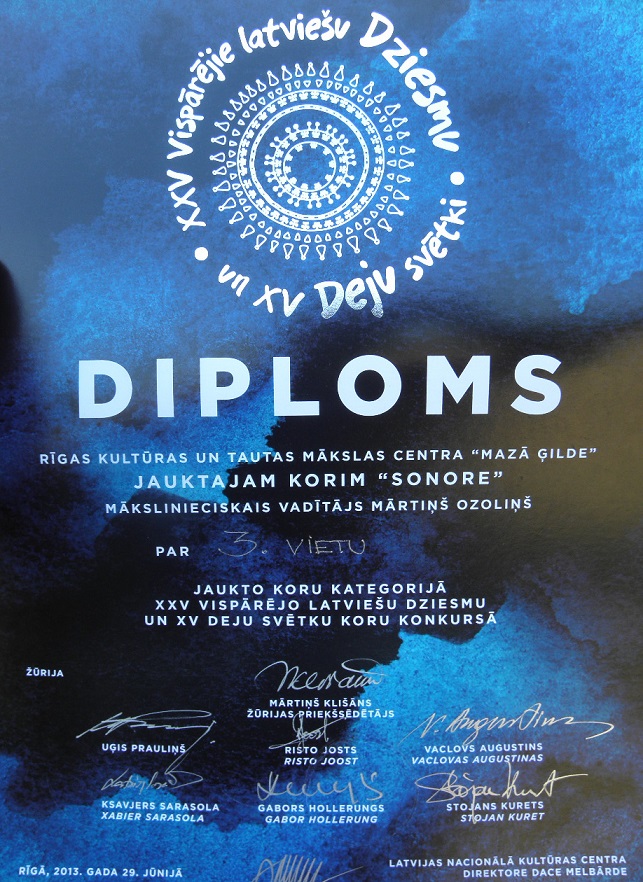 XXV Vispārējie latviešu Dziesmu
un XV Deju svētki
DIPLOMS
RĪGAS KULTŪRAS UN TAUTAS MĀKSLAS CENTRA “MAZĀ ĢILDE”
JAUKTAJAM KORIM “SONORE”
MĀKSLINIECISKAIS VADĪTĀJS MĀRTIŅŠ OZOLIŅŠ
PAR 3. VIETU
JAUKTO KORU KATEGORIJĀ
XXV VISPĀRĒJO LATVIEŠU DZIESMU
UN XV DEJU SVĒTKU KORU KONKURSĀ
ŽŪRIJA
MĀRTIŅŠ KLIŠĀNS
ŽŪRIJAS PRIEKŠSĒDĒTĀJS
UĢIS PRAULIŅŠ
RISTO JOSTS
RISTO JOOST
VACLOVS AUGUSTINS
VACLOVAS AUGUSTINAS
KSAVJERS SARASOLA
XABIER SARASOLA
GABORS HOLLERUNGS
GABOR HOLLERUNG
STOJANS KURETS
STOJAN KURET
RĪGĀ, 2013. GADA 29. JŪNIJĀ
LATVIJAS NACIONĀLĀ KULTŪRAS CENTRA
DIREKTORE DACE MELBĀRDE